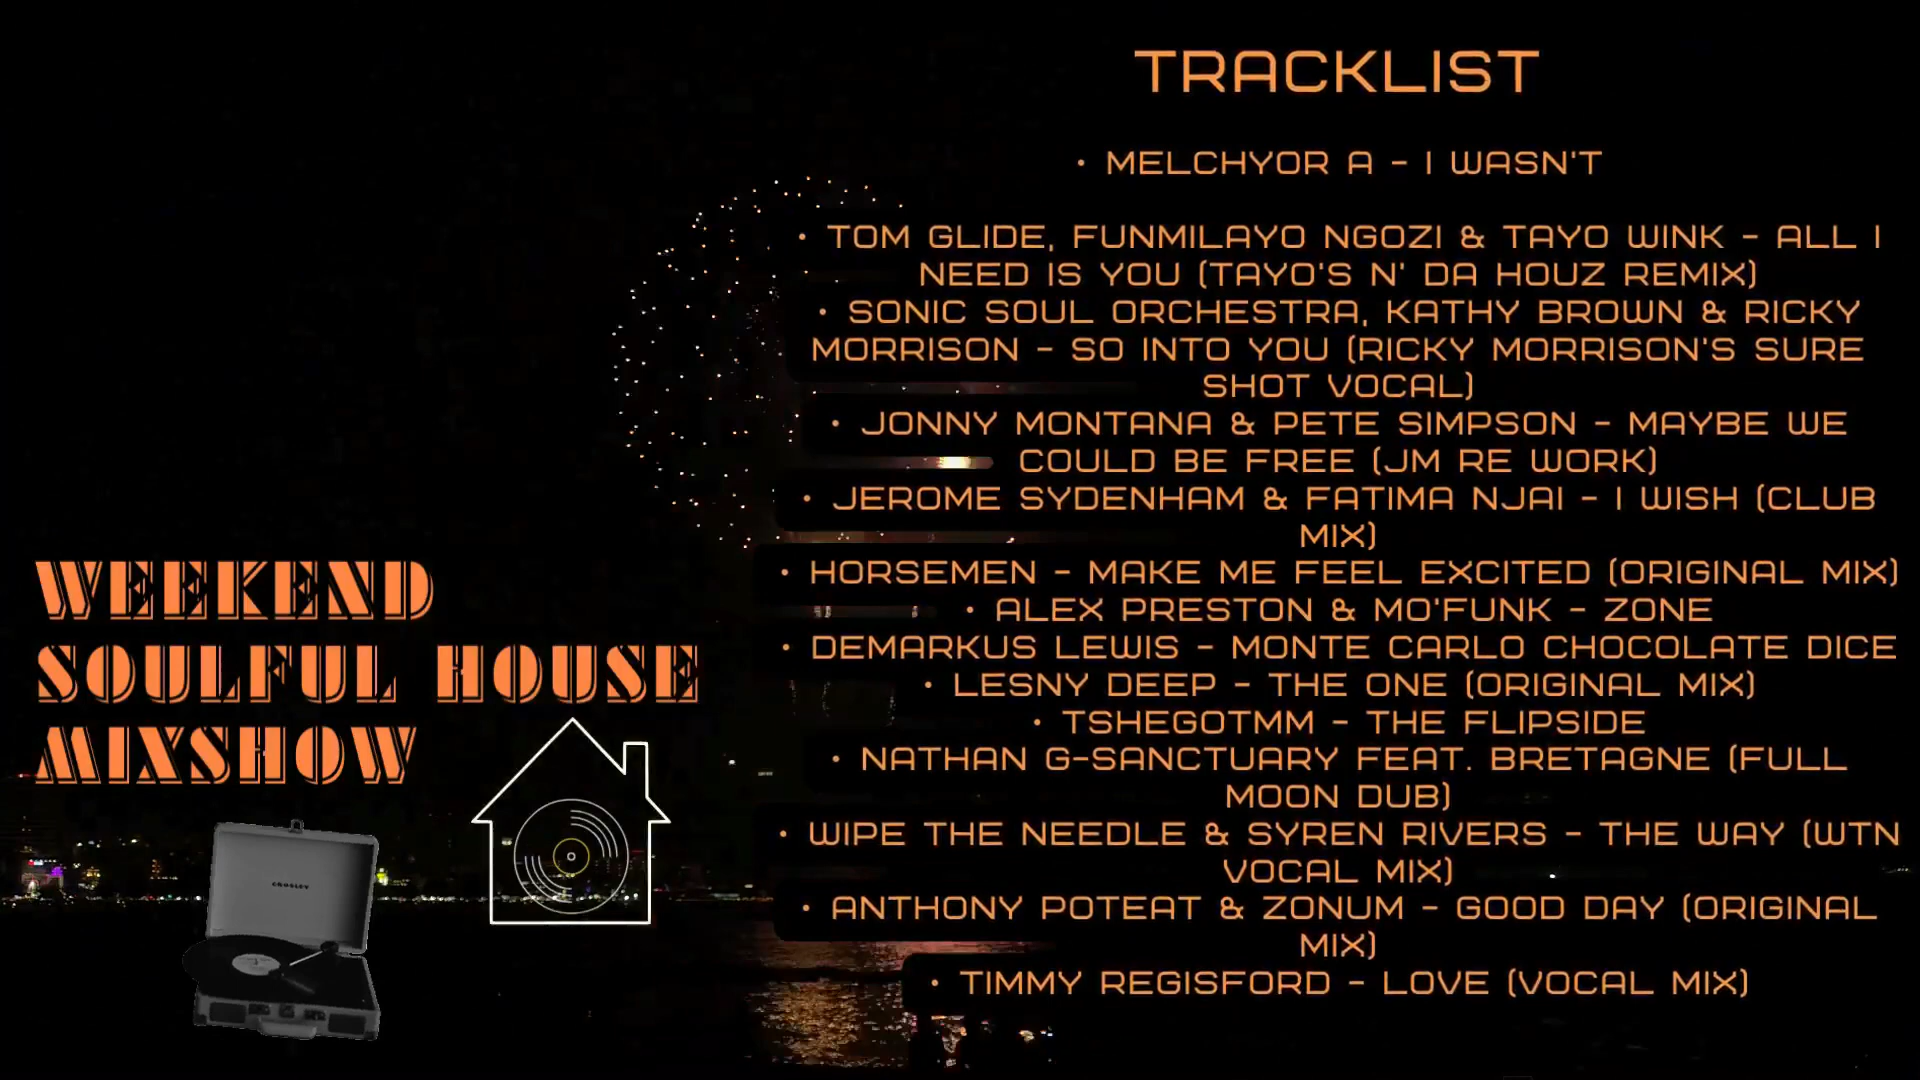 TRACKLIST
• MELCHYOR A - I WASN'T
• TOM GLIDE, FUNMILAYO NGOZI & TAYO WINK - ALL I
NEED IS YOU (TAYO'S N' DA HOUZ REMIX)
• SONIC SOUL ORCHESTRA, KATHY BROWN & RICKY
MORRISON - SO INTO YOU (RICKY MORRISON'S SURE
SHOT VOCAL)
• JONNY MONTANA & PETE SIMPSON - MAYBE WE
COULD BE FREE (JM RE WORK)
• JEROME SYDENHAM & FATIMA NJAI - I WISH (CLUB
MIX)
• HORSEMEN - MAKE ME FEEL EXCITED (ORIGINAL MIX)
• ALEX PRESTON & MO'FUNK - ZONE
• DEMARKUS LEWIS - MONTE CARLO CHOCOLATE DICE
• LESNY DEEP - THE ONE (ORIGINAL MIX)
• TSHEGOTMM - THE FLIPSIDE
• NATHAN G-SANCTUARY FEAT. BRETAGNE (FULL
MOON DUB)
• WIPE THE NEEDLE & SYREN RIVERS - THE WAY (WTN
VOCAL MIX)
• ANTHONY POTEAT & ZONUM - GOOD DAY (ORIGINAL
MIX)
• TIMMY REGISFORD - LOVE (VOCAL MIX)
WEEKEND
SOULFUL HOUSE
MIXSHOW
CROSLEY